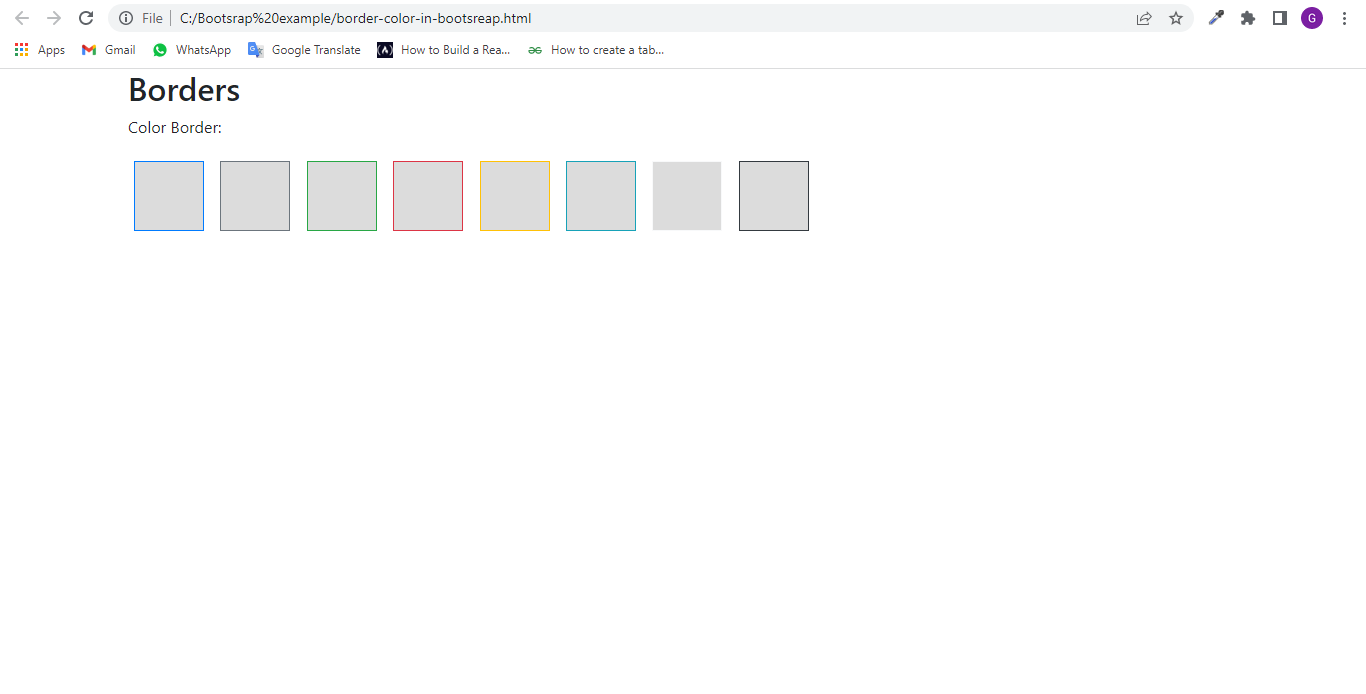 File | C:/Bootsrap%20example/border-color-in-bootsreap.html G
Apps Gmail WhatsApp Google Translate How to Build a Rea... How to create a tab...
Borders
Color Border: